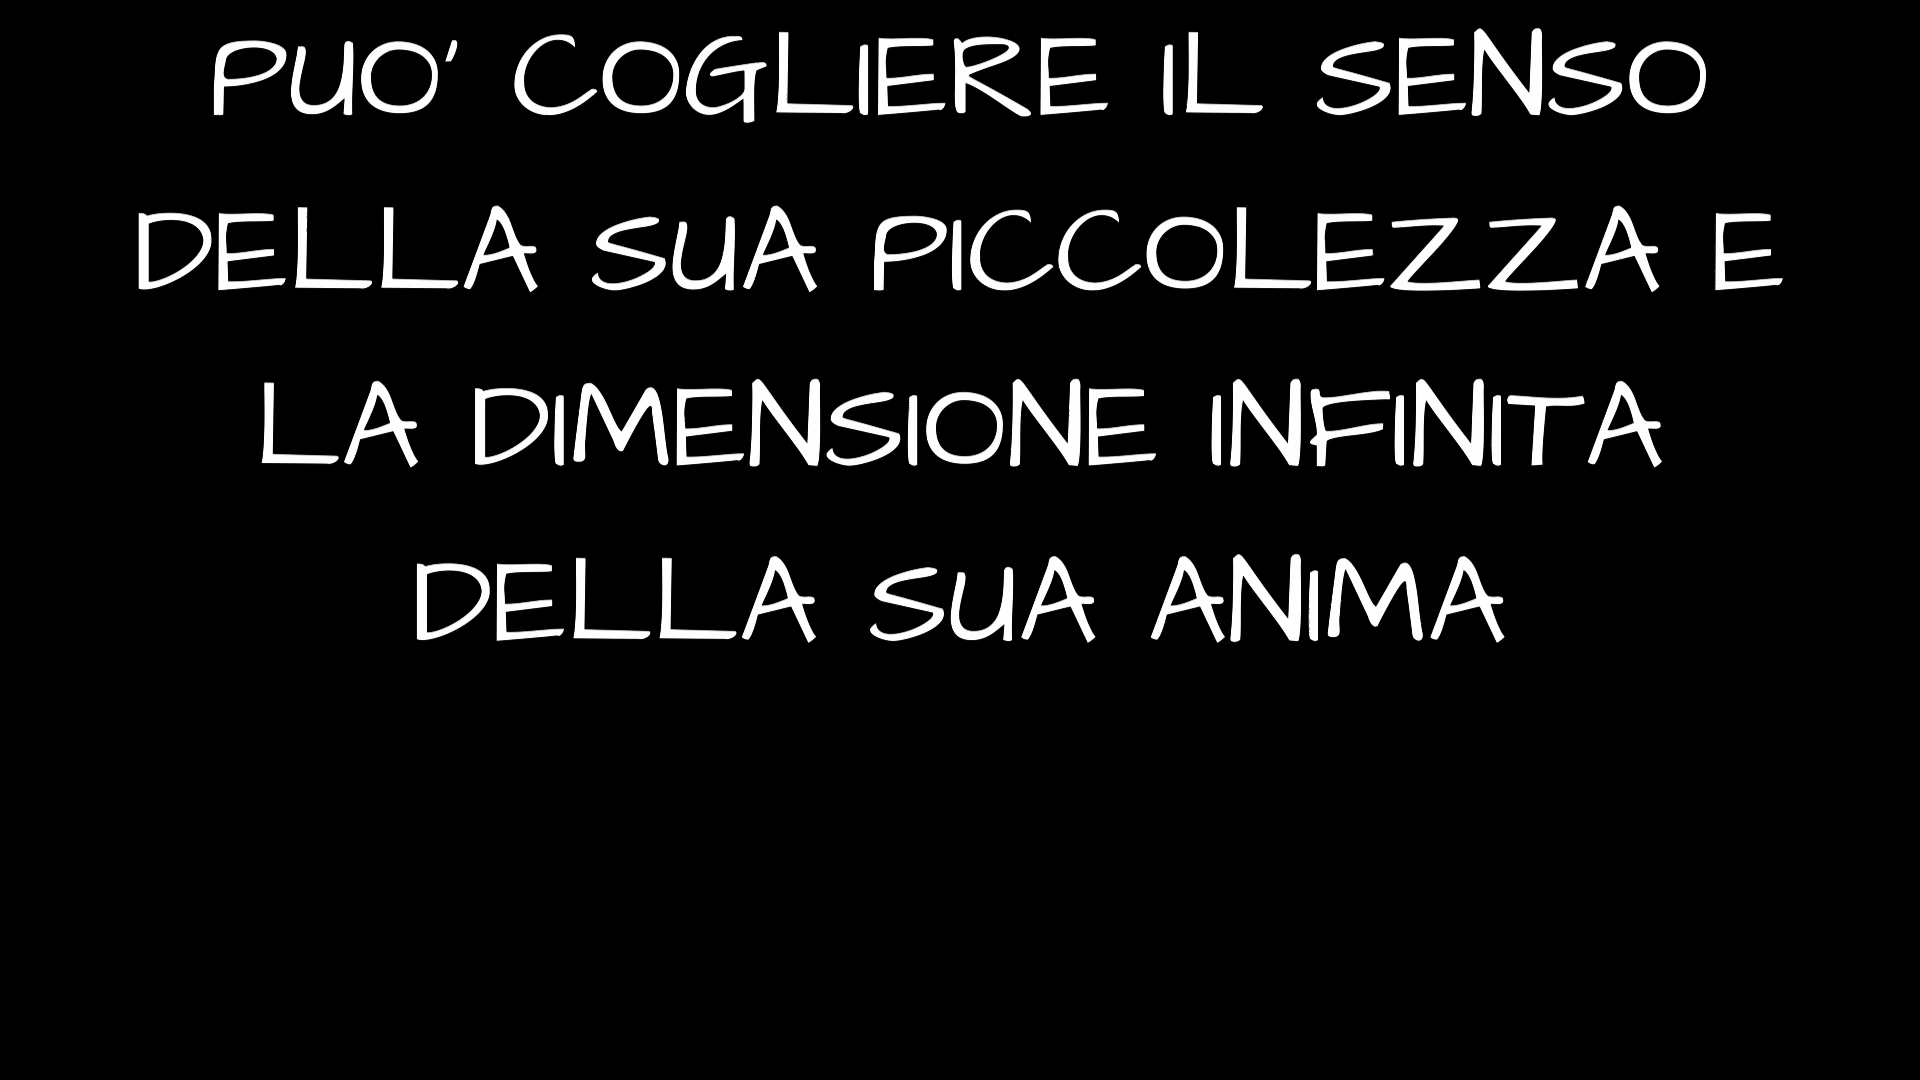 PUO' COGLIERE IL SENSO
DELLA SUA PICCOLEZZA E
LA DIMENSIONE INFINITA
DELLA SUA ANIMA